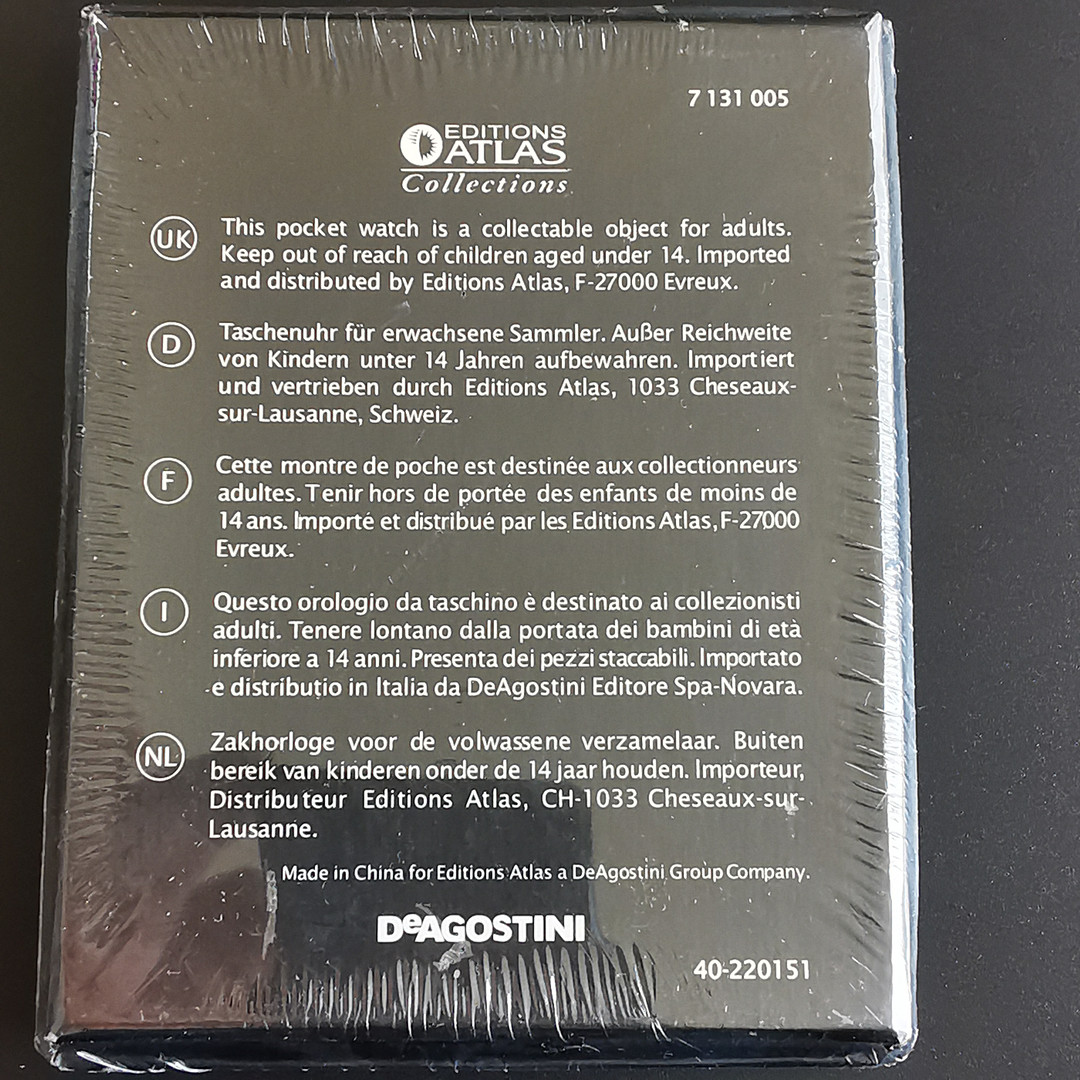 7 131 005
EDITIONS
ATLAS
Collections
UK
This pocket watch is a collectable object for adults.
Keep out of reach of children aged under 14. Imported
and distributed by Editions Atlas, F-27000 Evreux.
D
Taschenuhr für erwachsene Sammler. Außer Reichweite
von Kindern unter 14 Jahren aufbewahren. Importiert
und vertrieben durch Editions Atlas, 1033 Cheseaux-
sur-Lausanne, Schweiz.
F
Cette montre de poche est destinée aux collectionneurs
adultes. Tenir hors de portée des enfants de moins de
14 ans. Importé et distribué par les Editions Atlas, F-27000
Evreux.
I
Questo orologio da taschino è destinato ai collezionisti
adulti. Tenere lontano dalla portata dei bambini di età
inferiore a 14 anni. Presenta dei pezzi staccabili. Importato
e distributio in Italia da DeAgostini Editore Spa-Novara.
NL
Zakhorloge voor de volwassene verzamelaar. Buiten
bereik van kinderen onder de 14 jaar houden. Importeur,
Distributeur Editions Atlas, CH-1033 Cheseaux-sur-
Lausanne.
Made in China for Editions Atlas a DeAgostini Group Company.
DeAGOSTINI
40-220151